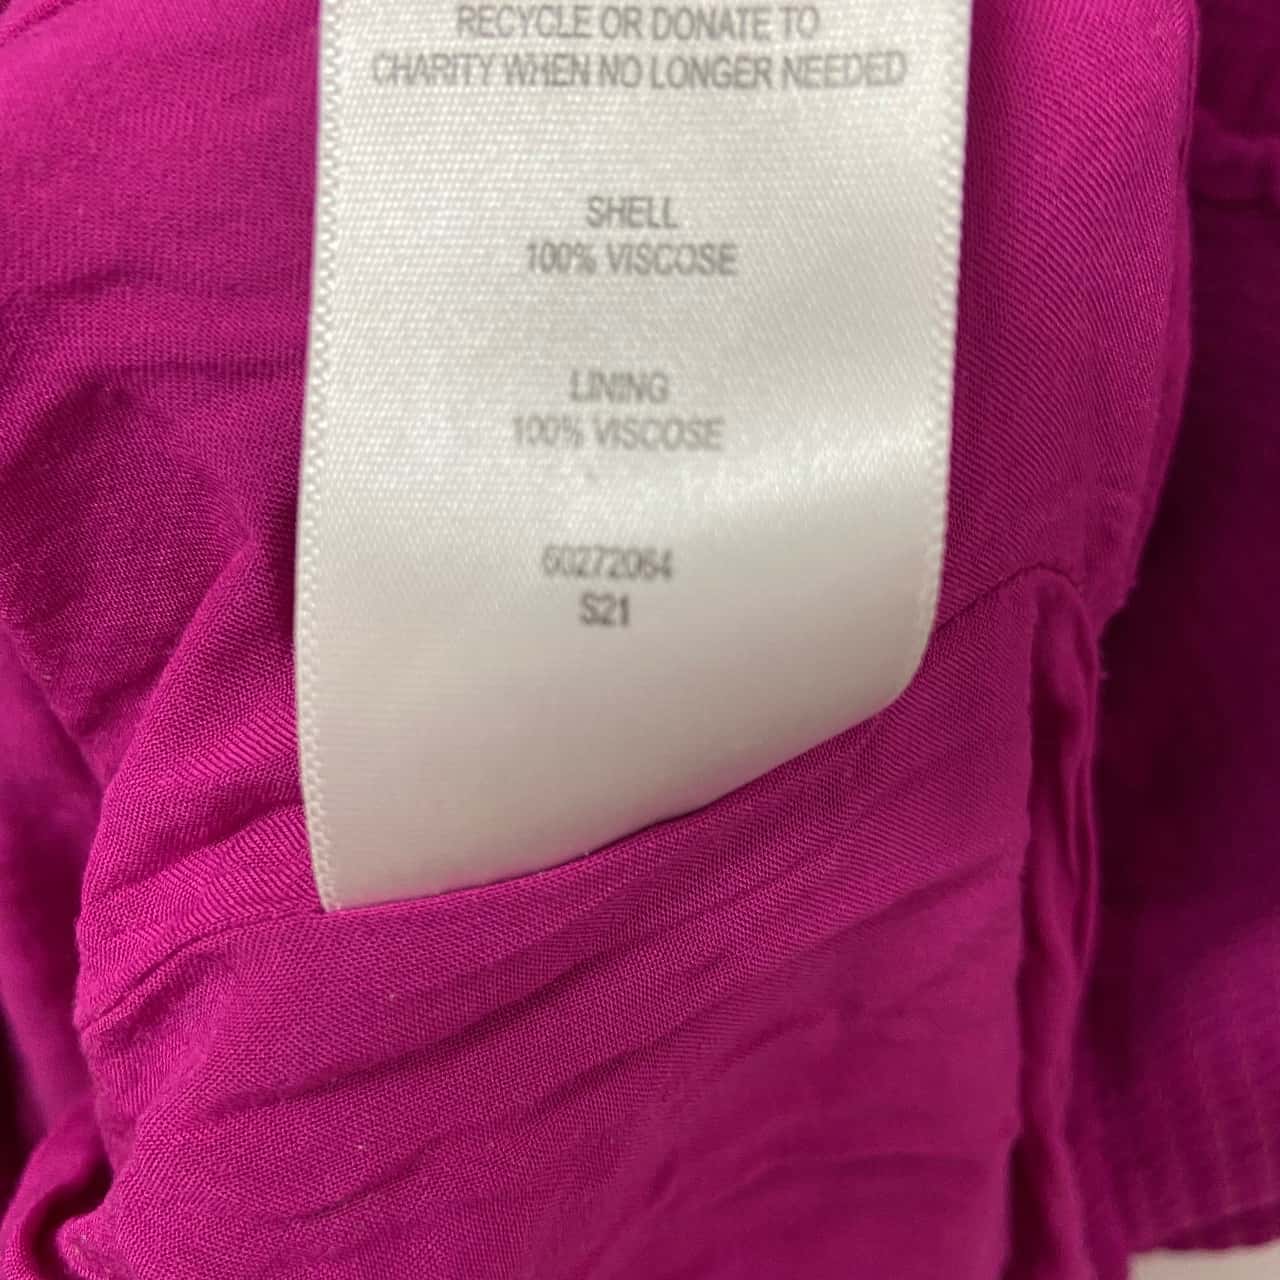 RECYCLE OR DONATE TO
CHARITY WHEN NO LONGER NEEDED
SHELL
100% VISCOSE
LINING
100% VISCOSE
60272064
S21